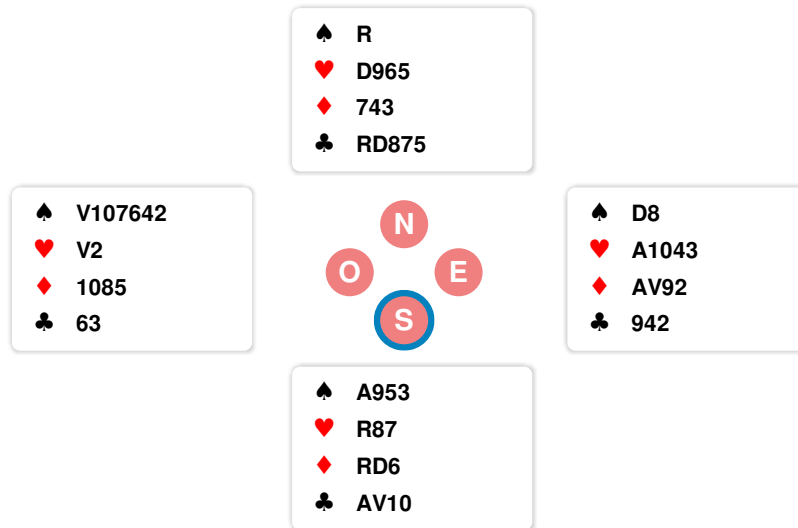 ♠ R
♥ D965
♦ 743
♣ RD875
♠ V107642
♥ V2
♦ 1085
♣ 63
N
O E
S
♠ D8
♥ A1043
♦ AV92
♣ 942
♠ A953
♥ R87
♦ RD6
♣ AV10